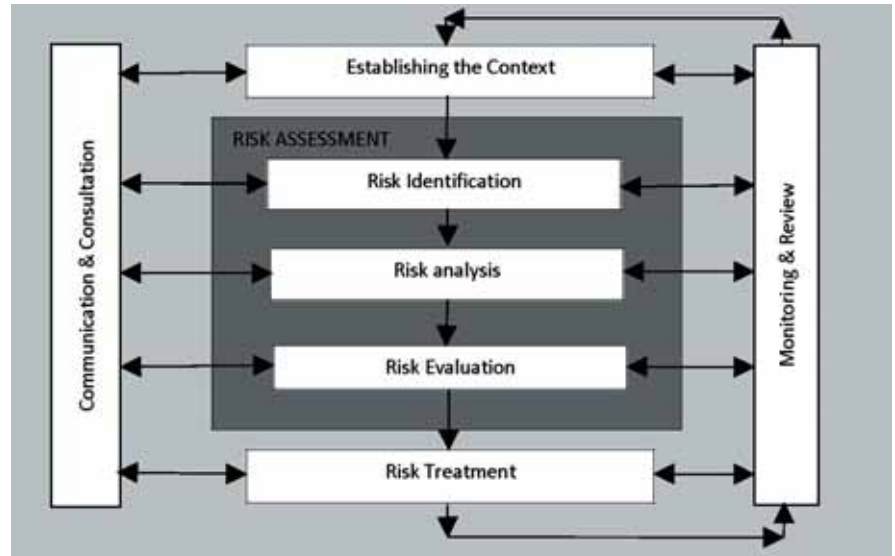 Establishing the Context
RISK ASSESSMENT
Risk Identification
Risk analysis
Risk Evaluation
Risk Treatment
Communication & Consultation
Monitoring & Review